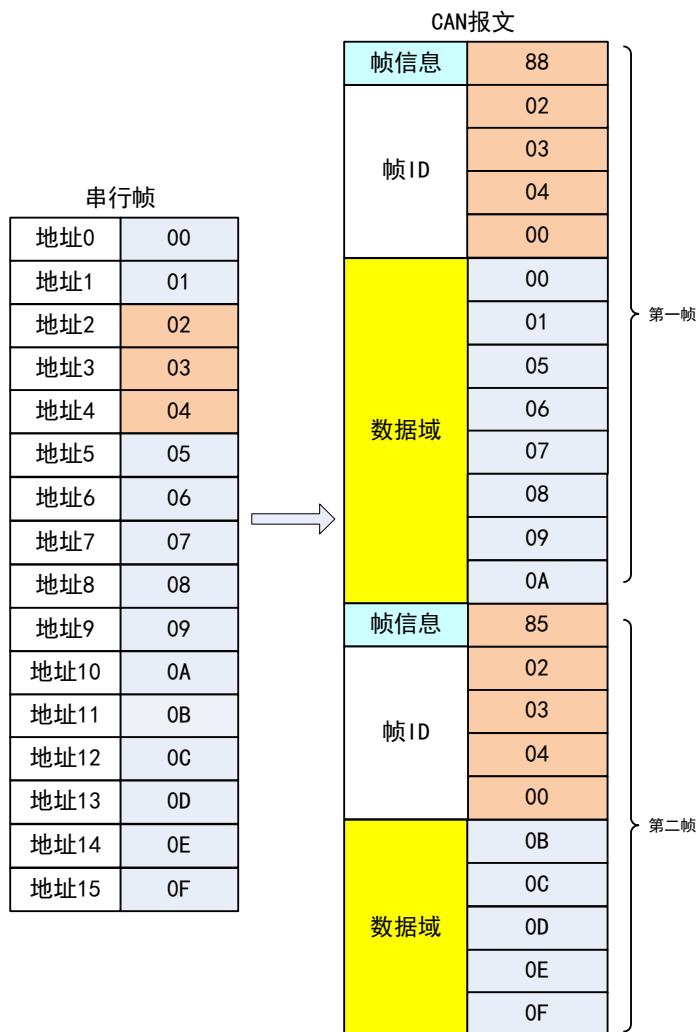 串行帧
地址0 00
地址1 01
地址2 02
地址3 03
地址4 04
地址5 05
地址6 06
地址7 07
地址8 08
地址9 09
地址10 0A
地址11 0B
地址12 0C
地址13 0D
地址14 0E
地址15 0F
CAN报文
帧信息 88
帧ID
02
03
04
00
数据域
00
01
05
06
07
08
09
0A
第一帧
帧信息 85
帧ID
02
03
04
00
数据域
0B
0C
0D
0E
0F
第二帧